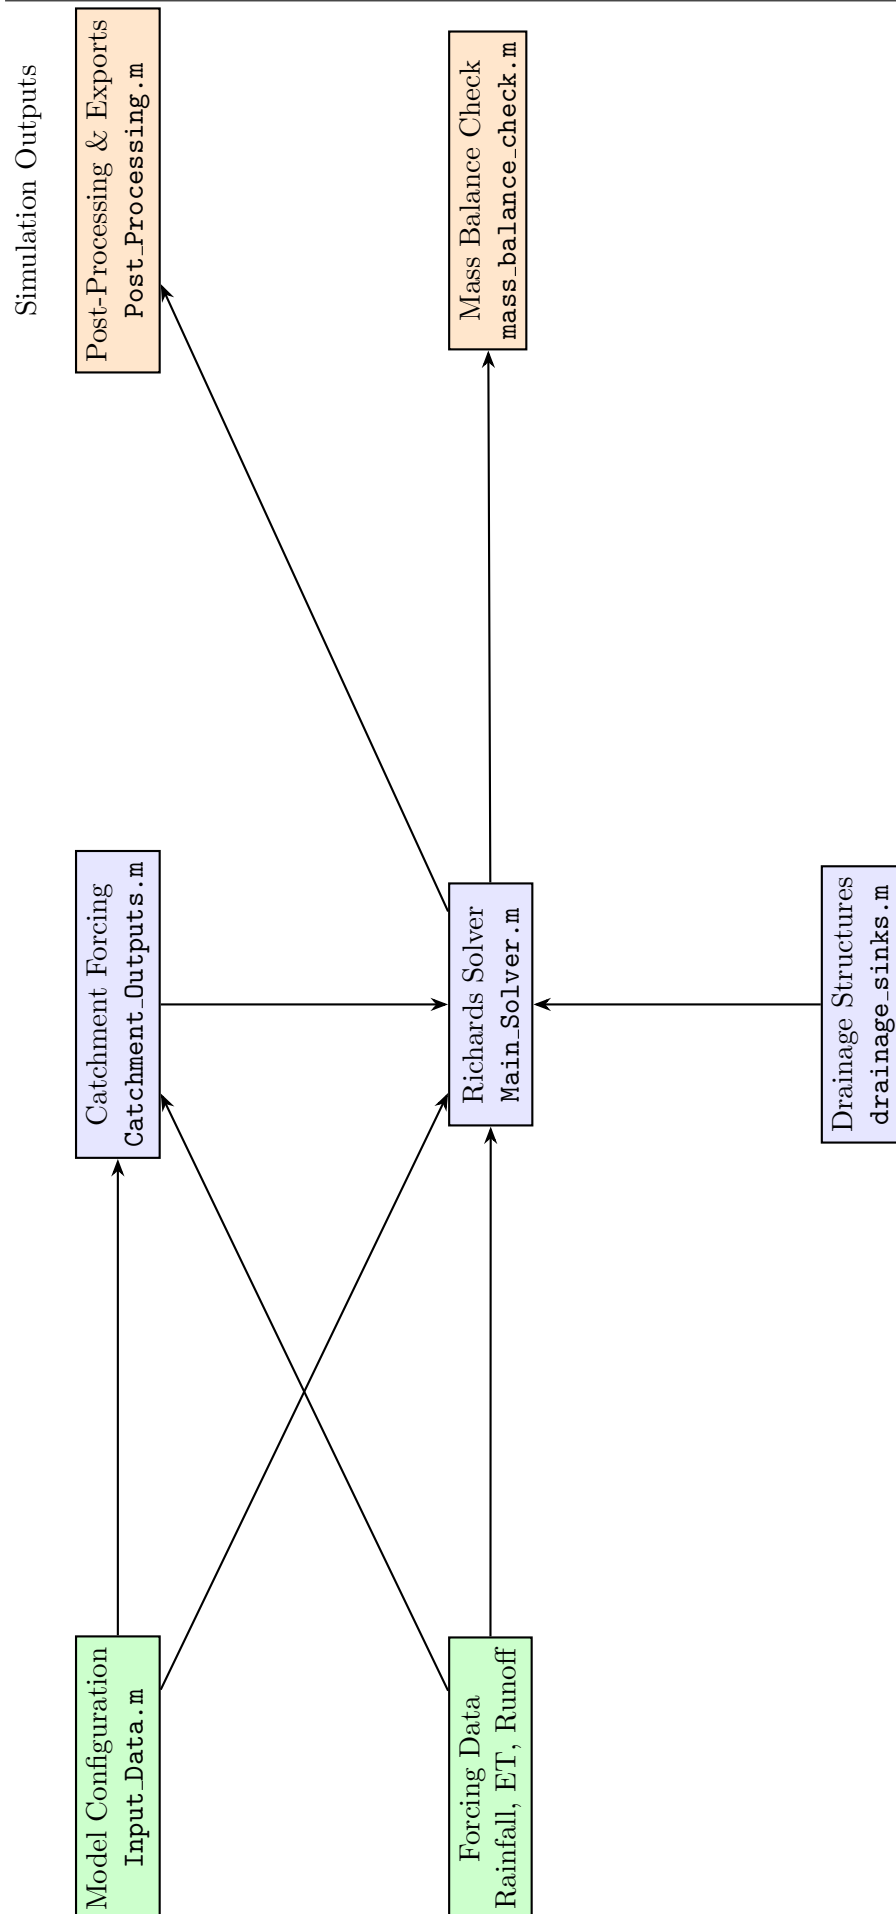 Simulation Outputs
Model Configuration
Input_Data.m
Catchment Forcing
Catchment_Outputs.m
Post-Processing & Exports
Post_Processing.m
Forcing Data
Rainfall, ET, Runoff
Richards Solver
Main_Solver.m
Mass Balance Check
mass_balance_check.m
Drainage Structures
drainage_sinks.m